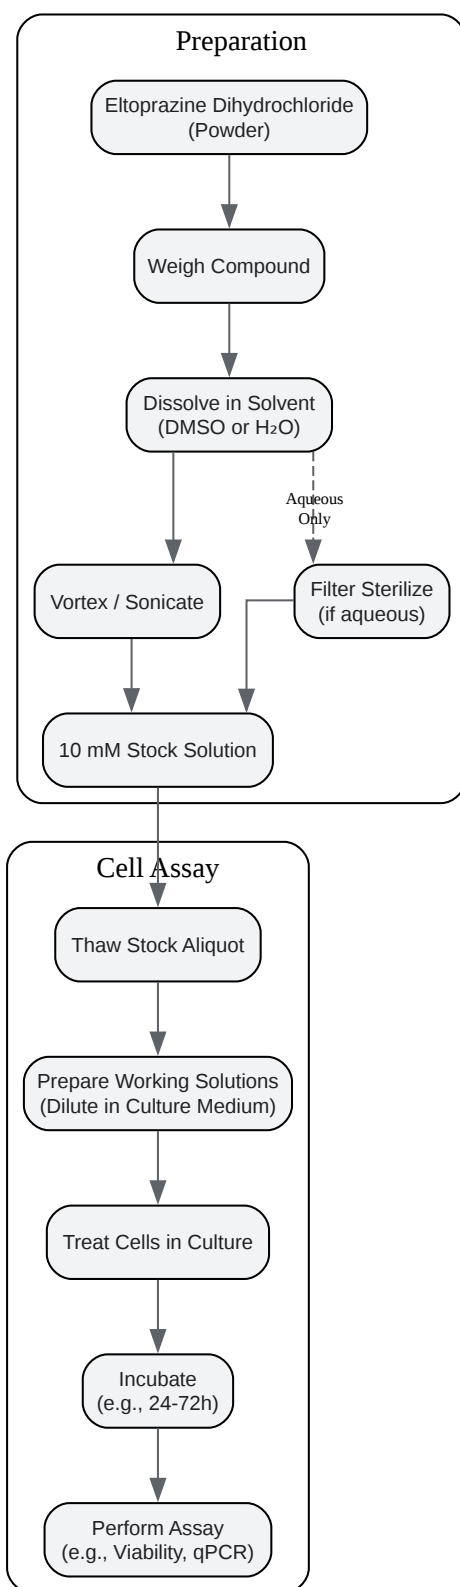 Preparation
Eltoprazine Dihydrochloride
(Powder)
Weigh Compound
Dissolve in Solvent
(DMSO or H₂O)
Aqueous
Only
Vortex / Sonicate
Filter Sterilize
(if aqueous)
10 mM Stock Solution
Cell Assay
Thaw Stock Aliquot
Prepare Working Solutions
(Dilute in Culture Medium)
Treat Cells in Culture
Incubate
(e.g., 24-72h)
Perform Assay
(e.g., Viability, qPCR)